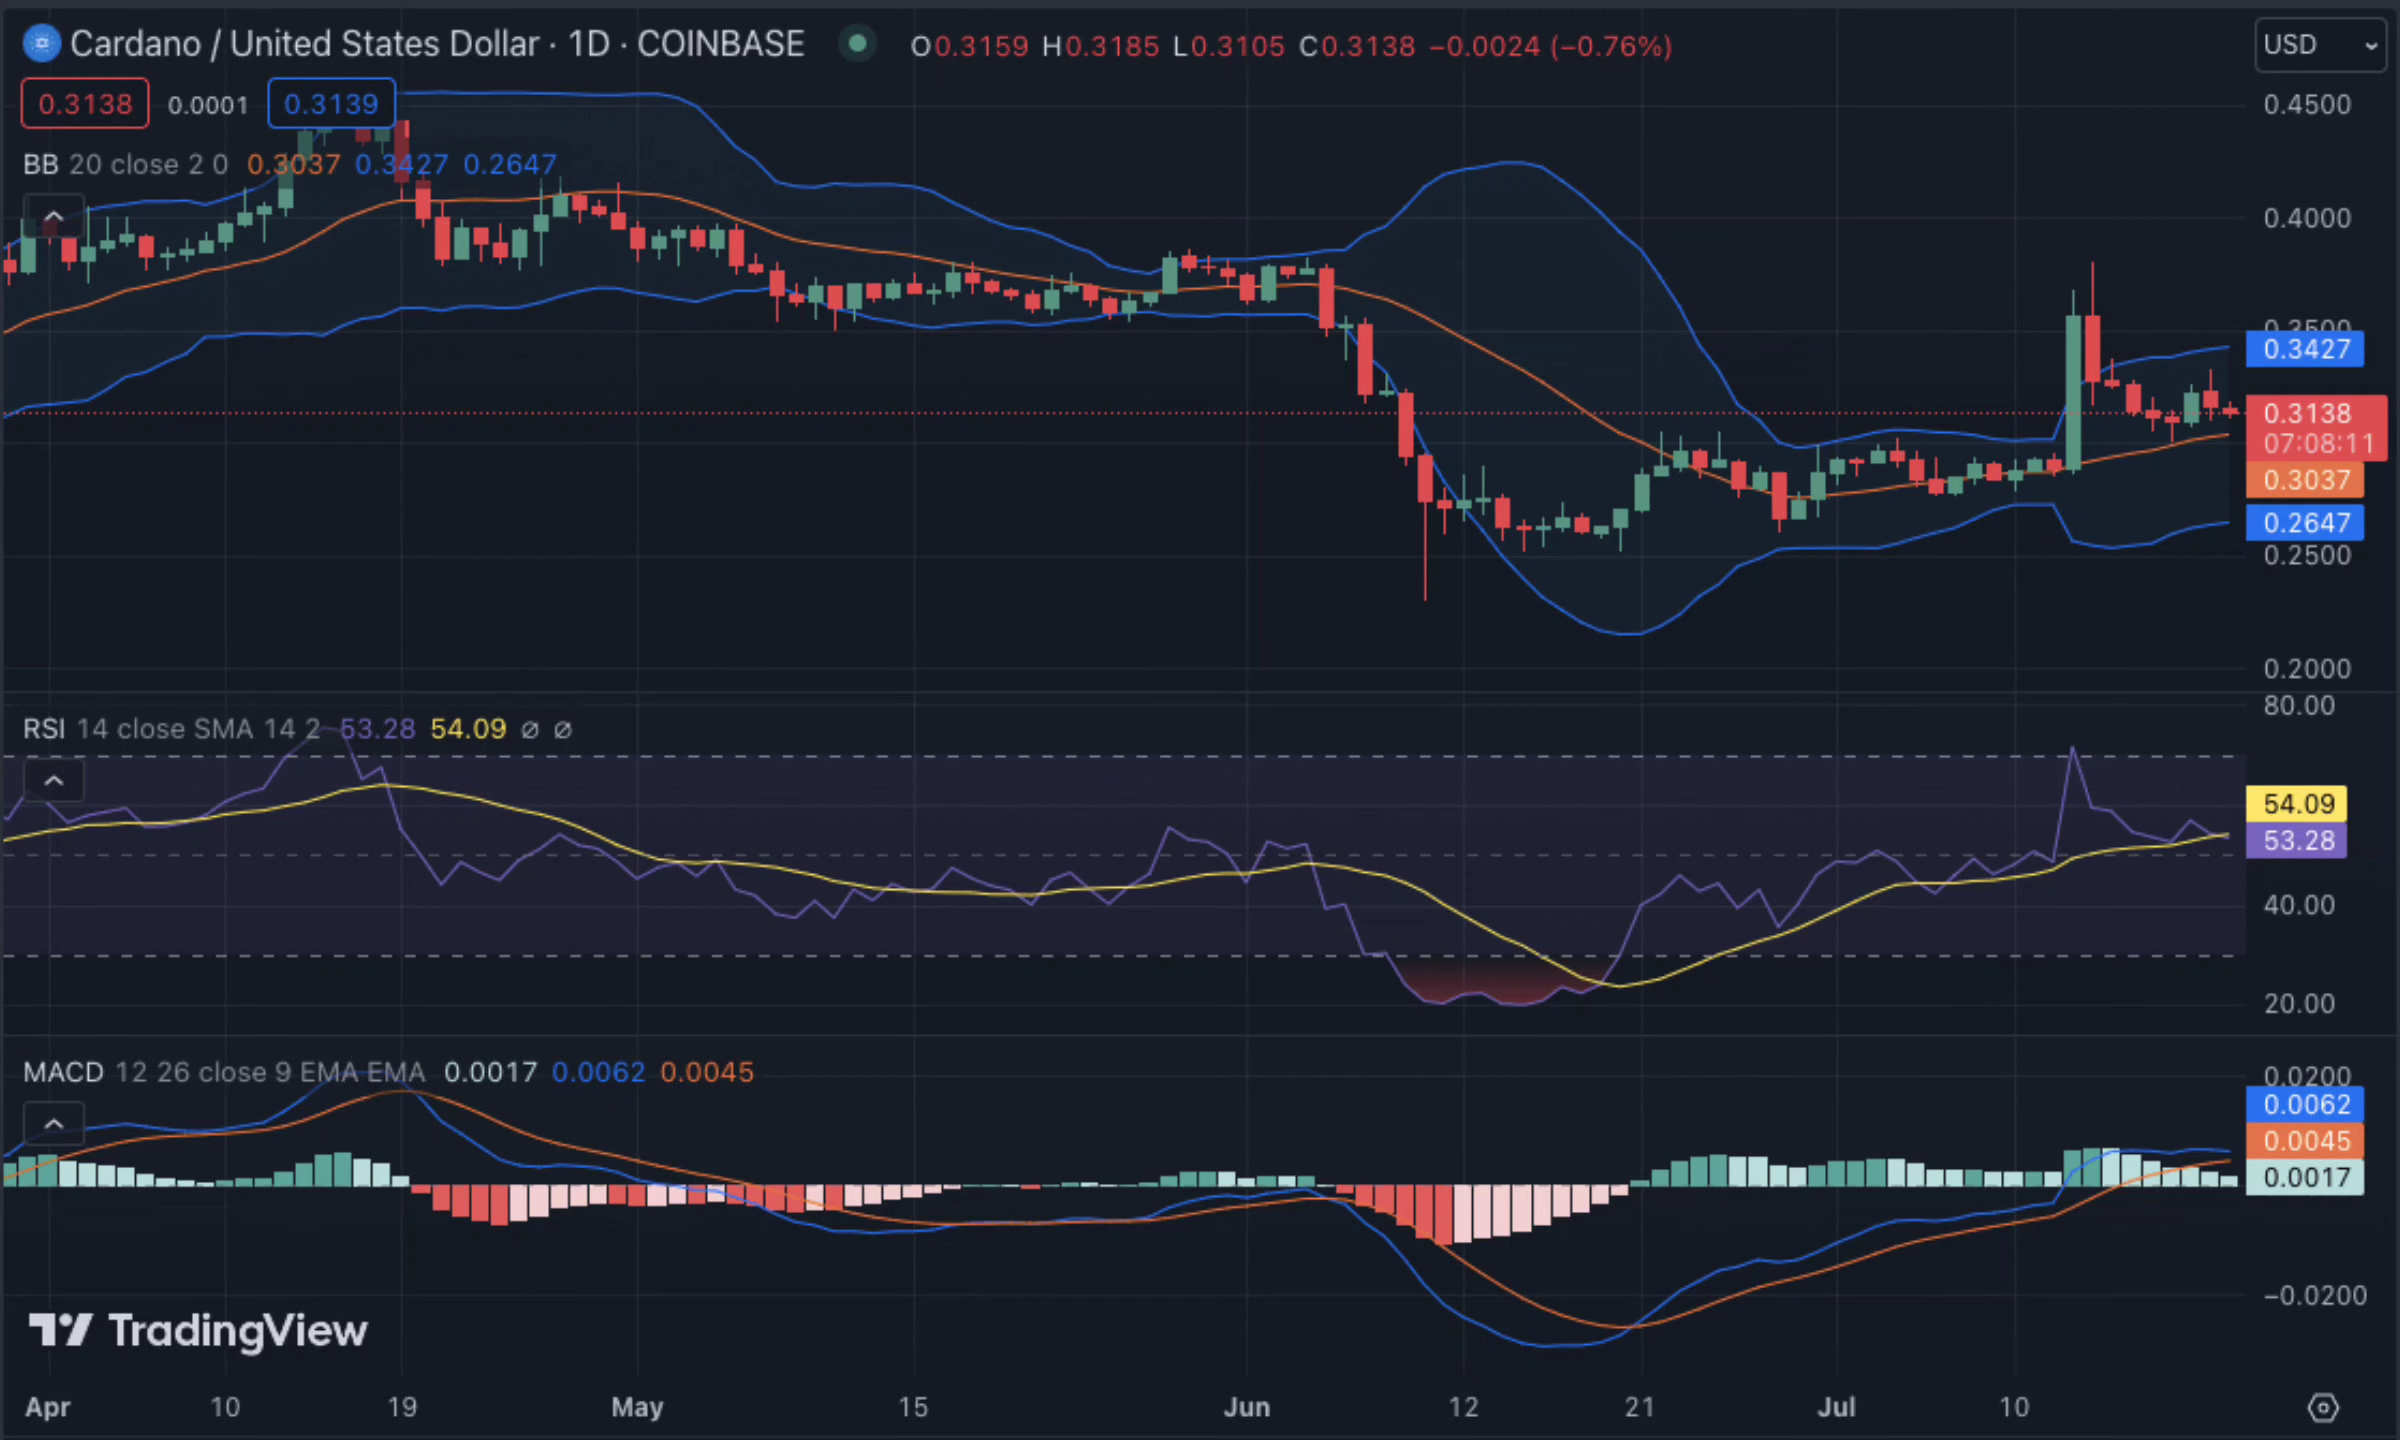 Cardano / United States Dollar · 1D · COINBASE O0.3159 H0.3185 L0.3105 C0.3138 −0.0024 (−0.76%) USD
0.3138 0.0001 0.3139
BB 20 close 2 0 0.3037 0.3427 0.2647
0.4500
0.4000
0.3500
0.3427
0.3138
07:08:11
0.3037
0.2647
0.2500
0.2000
RSI 14 close SMA 14 2 53.28 54.09 ∅ ∅
80.00
54.09
53.28
40.00
20.00
MACD 12 26 close 9 EMA EMA 0.0017 0.0062 0.0045
0.0200
0.0062
0.0045
0.0017
−0.0200
TradingView
Apr 10 19 May 15 Jun 12 21 Jul 10